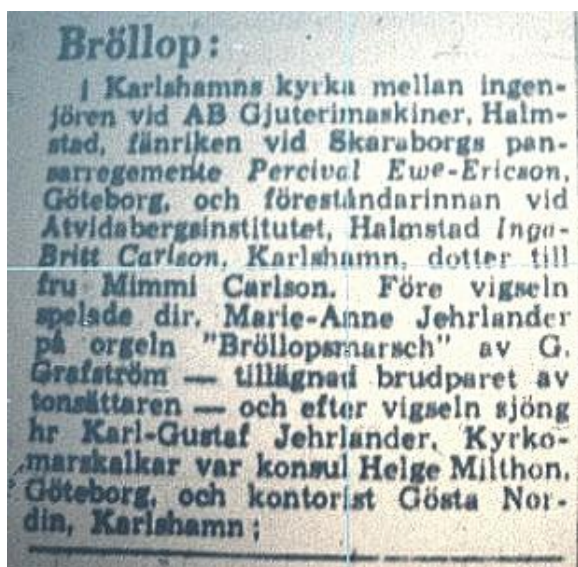 Bröllop:
I Karlshamns kyrka mellan ingen-
jören vid AB Gjuterimaskiner, Halm-
stad, fänriken vid Skaraborgs pan-
sarregemente Percival Ewe-Ericson,
Göteborg, och föreståndarinnan vid
Åtvidabergsinstitutet, Halmstad Inga-
Britt Carlson, Karlshamn, dotter till
fru Mimmi Carlson. Före vigseln
spelade dir. Marie-Anne Jehrlander
på orgeln "Bröllopsmarsch" av G.
Grafström — tillägnad brudparet av
tonsättaren — och efter vigseln sjöng
hr Karl-Gustaf Jehrlander. Kyrko-
marskalkar var konsul Helge Milthon,
Göteborg, och kontorist Gösta Nor-
din, Karlshamn;